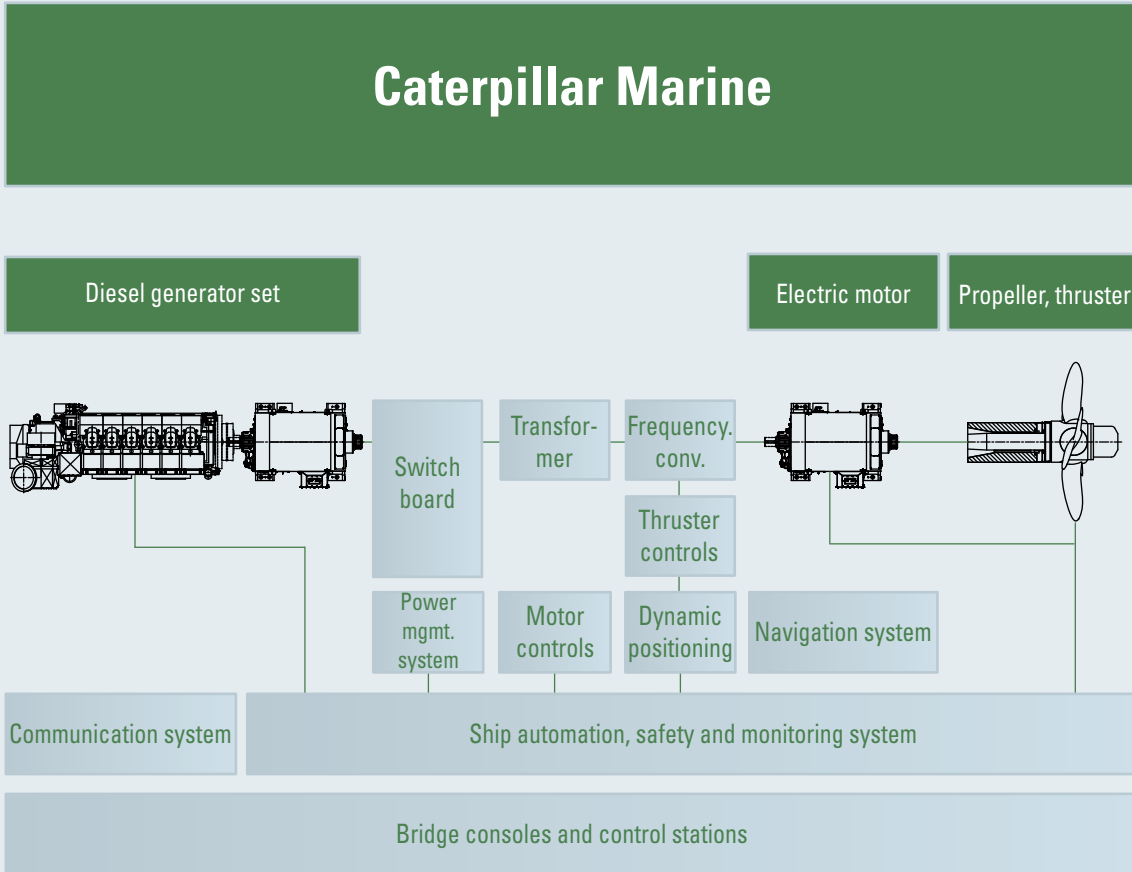 Caterpillar Marine
Diesel generator set
Electric motor
Propeller, thruster
Switch
board
Transfor-
mer
Frequency.
conv.
Thruster
controls
Power
mgmt.
system
Motor
controls
Dynamic
positioning
Navigation system
Communication system
Ship automation, safety and monitoring system
Bridge consoles and control stations